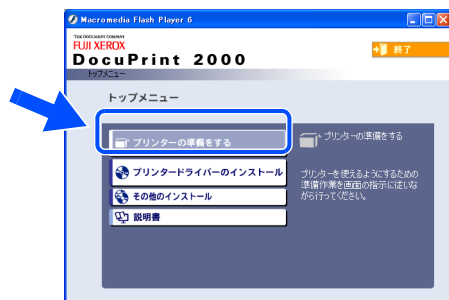 Macromedia Flash Player 6
THE DOCUMENT COMPANY
FUJI XEROX
DocuPrint 2000
終了
トップメニュー
トップメニュー
プリンターの準備をする
プリンタードライバーのインストール
その他のインストール
説明書
プリンターの準備をする
プリンターを使えるようにするための
準備作業を画面の指示に従いな
がら行ってください。